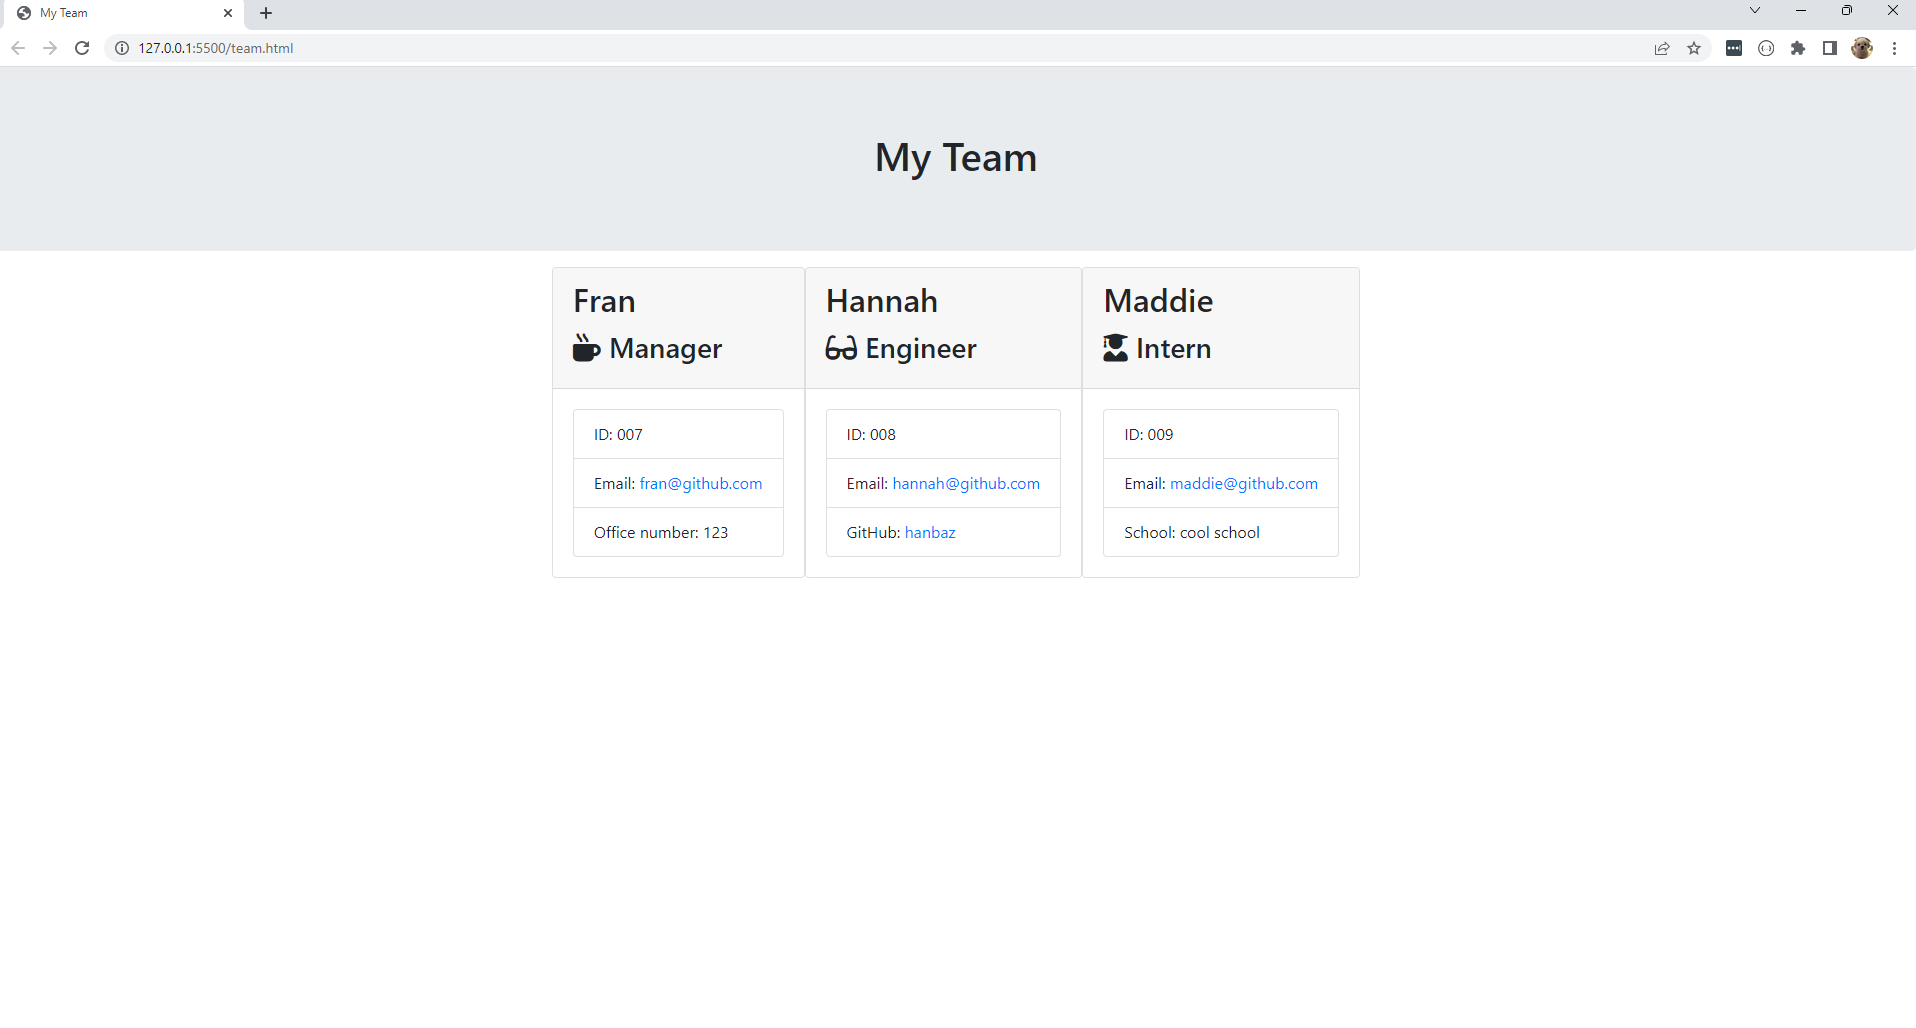 My Team
127.0.0.1:5500/team.html
My Team
Fran
Manager
ID: 007
Email: fran@github.com
Office number: 123
Hannah
Engineer
ID: 008
Email: hannah@github.com
GitHub: hanbaz
Maddie
Intern
ID: 009
Email: maddie@github.com
School: cool school